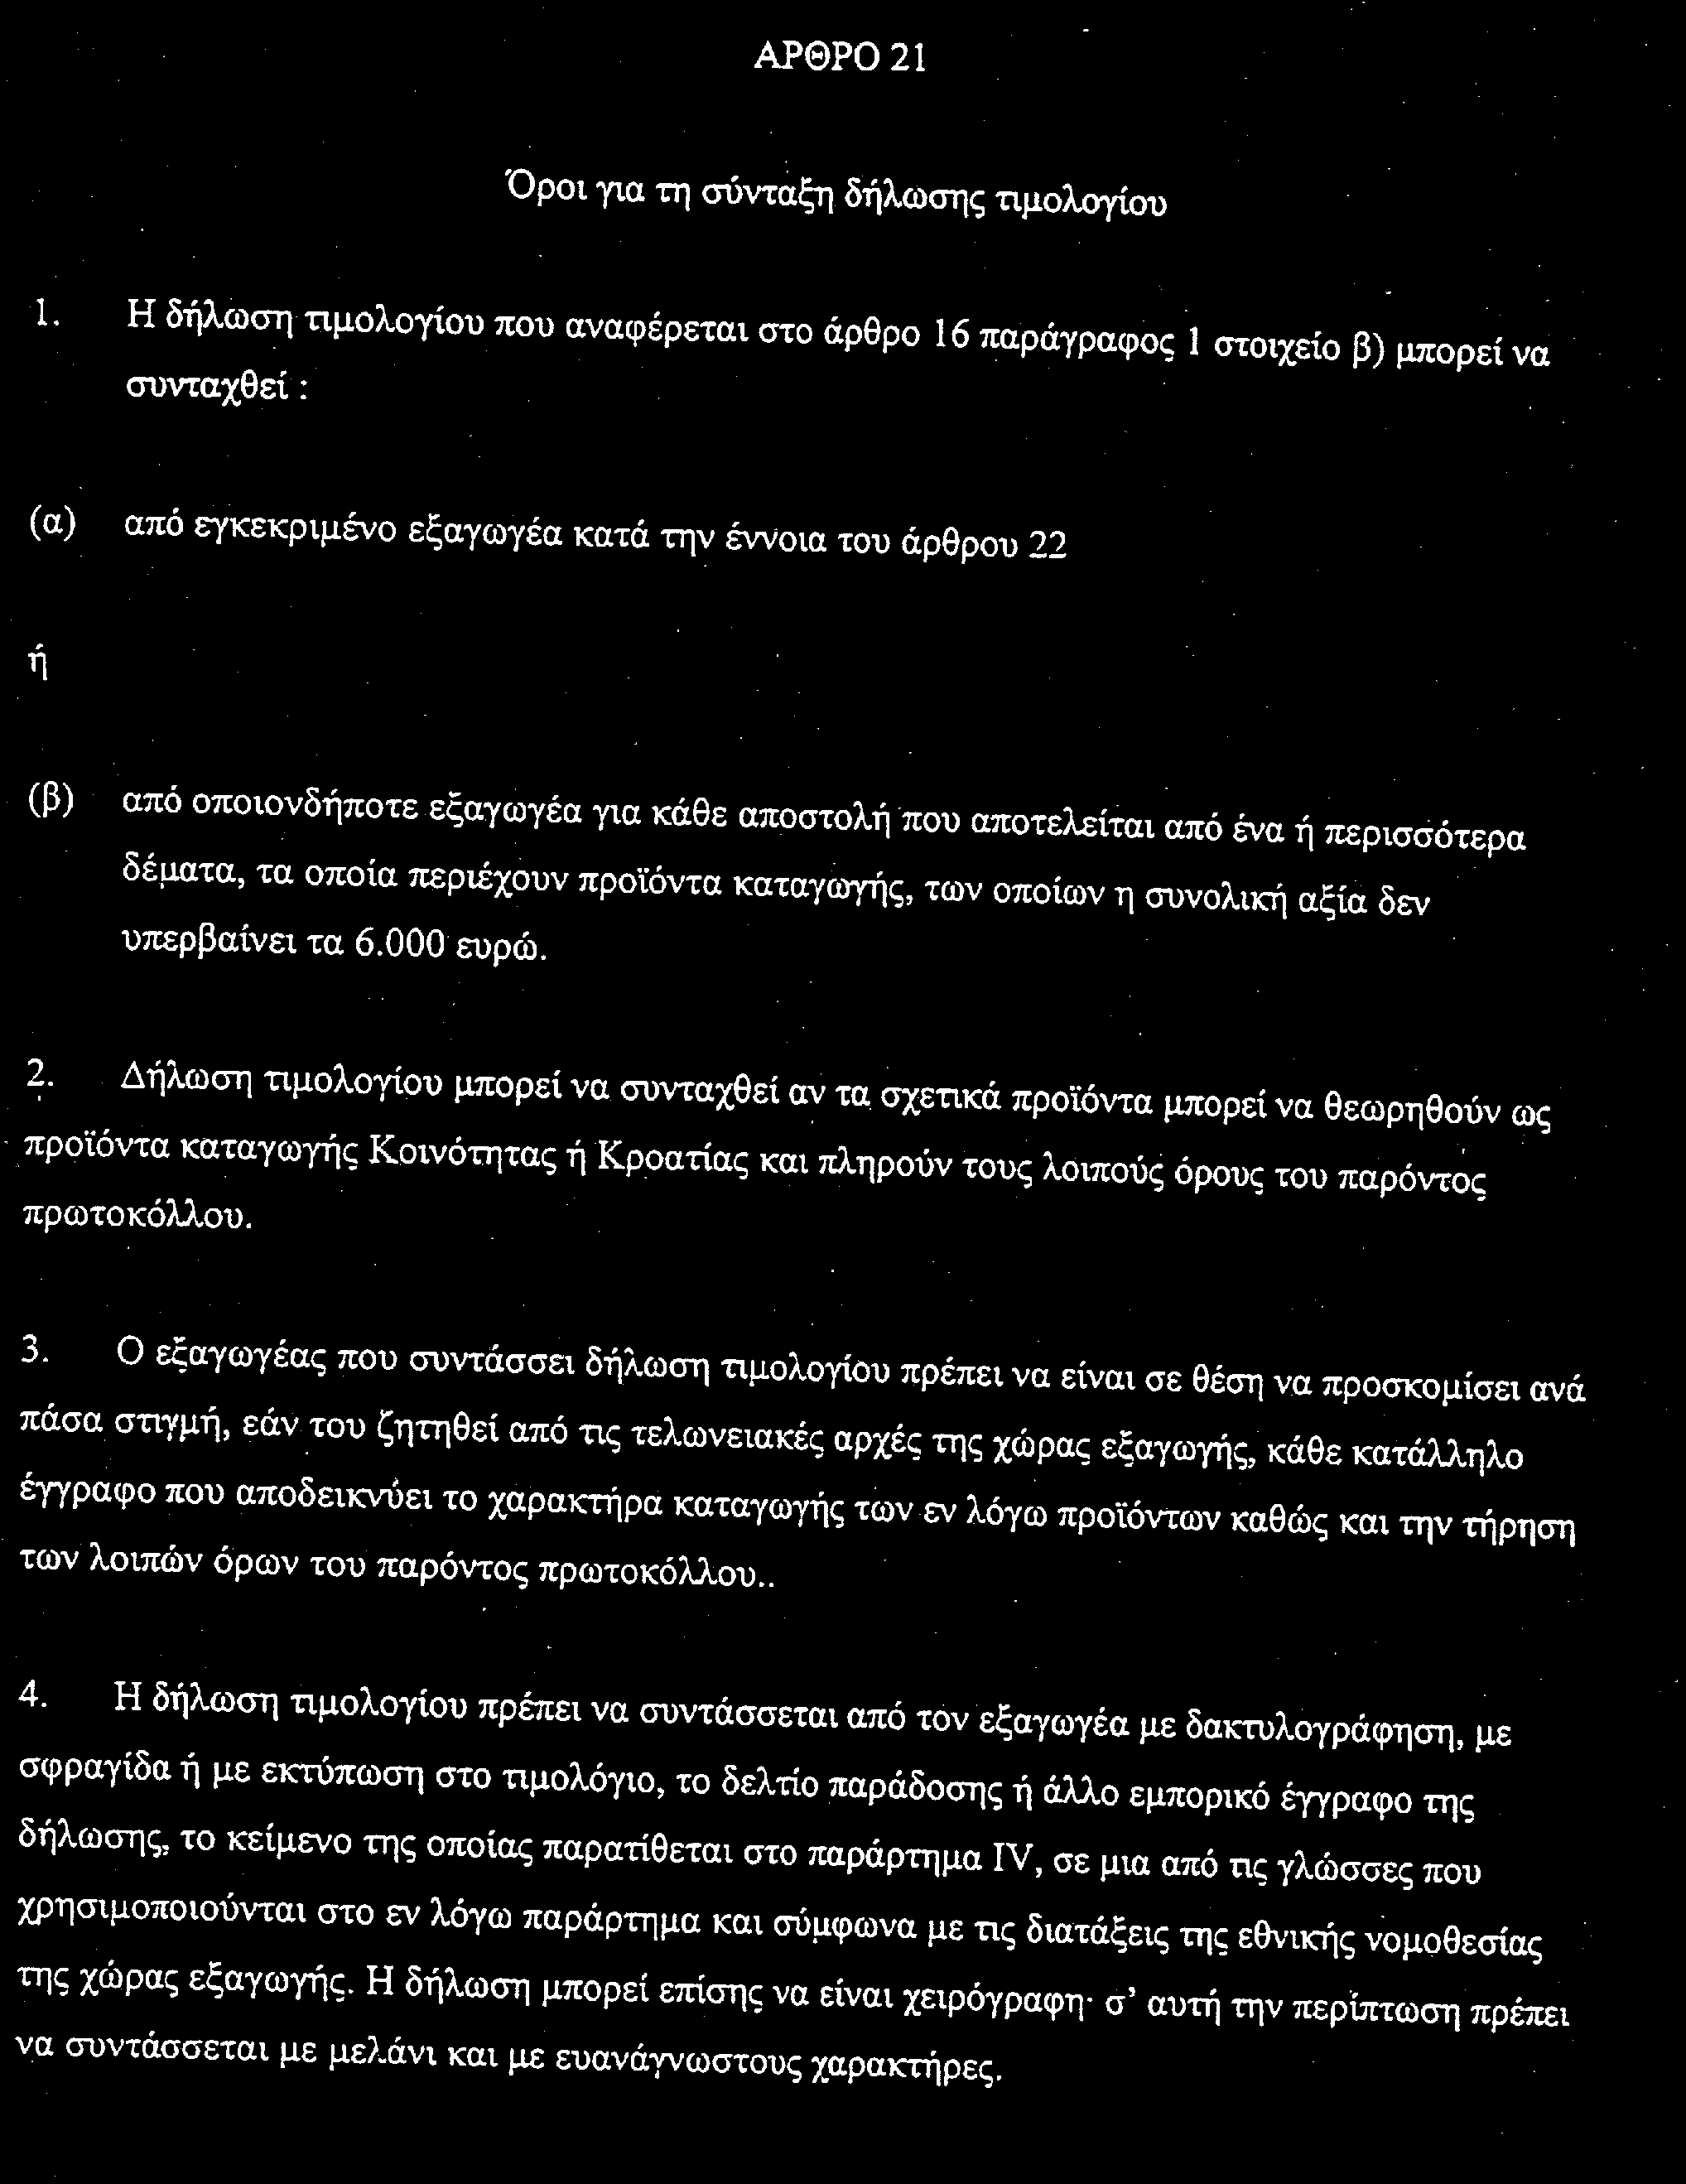 ΑΡΘΡΟ 21
Όροι για τη σύνταξη δήλωσης τιμολογίου
1. Η δήλωση τιμολογίου που αναφέρεται στο άρθρο 16 παράγραφος 1 στοιχείο β) μπορεί να
συνταχθεί :
(α) από εγκεκριμένο εξαγωγέα κατά την έννοια του άρθρου 22
ή
(β) από οποιονδήποτε εξαγωγέα για κάθε αποστολή που αποτελείται από ένα ή περισσότερα
δέματα, τα οποία περιέχουν προϊόντα καταγωγής, των οποίων η συνολική αξία δεν
υπερβαίνει τα 6.000 ευρώ.
2. Δήλωση τιμολογίου μπορεί να συνταχθεί αν τα σχετικά προϊόντα μπορεί να θεωρηθούν ως
προϊόντα καταγωγής Κοινότητας ή Κροατίας και πληρούν τους λοιπούς όρους του παρόντος
πρωτοκόλλου.
3. Ο εξαγωγέας που συντάσσει δήλωση τιμολογίου πρέπει να είναι σε θέση να προσκομίσει ανά
πάσα στιγμή, εάν του ζητηθεί από τις τελωνειακές αρχές της χώρας εξαγωγής, κάθε κατάλληλο
έγγραφο που αποδεικνύει το χαρακτήρα καταγωγής των εν λόγω προϊόντων καθώς και την τήρηση
των λοιπών όρων του παρόντος πρωτοκόλλου..
4. Η δήλωση τιμολογίου πρέπει να συντάσσεται από τον εξαγωγέα με δακτυλογράφηση, με
σφραγίδα ή με εκτύπωση στο τιμολόγιο, το δελτίο παράδοσης ή άλλο εμπορικό έγγραφο της
δήλωσης, το κείμενο της οποίας παρατίθεται στο παράρτημα IV, σε μια από τις γλώσσες που
χρησιμοποιούνται στο εν λόγω παράρτημα και σύμφωνα με τις διατάξεις της εθνικής νομοθεσίας
της χώρας εξαγωγής. Η δήλωση μπορεί επίσης να είναι χειρόγραφη· σ’ αυτή την περίπτωση πρέπει
να συντάσσεται με μελάνι και με ευανάγνωστους χαρακτήρες.